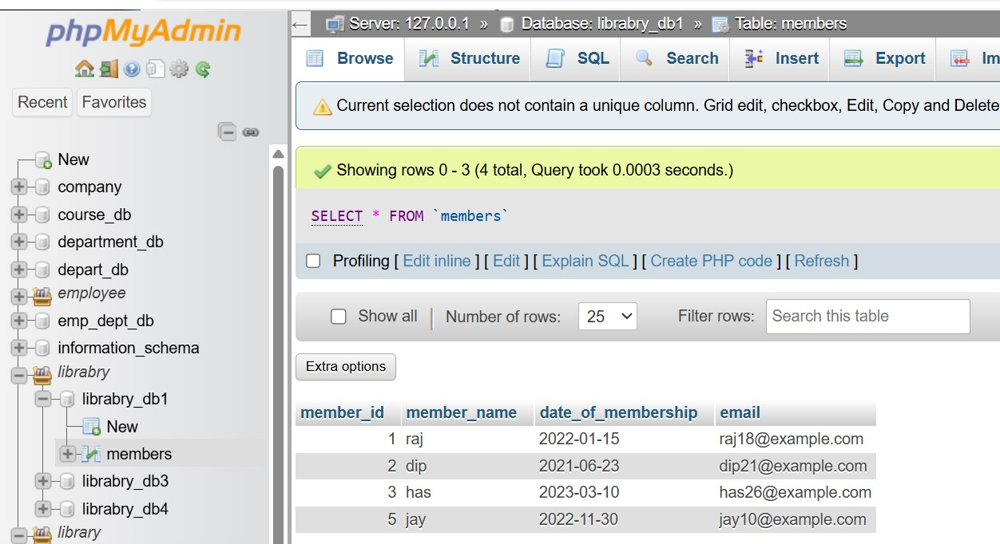 phpMyAdmin
Recent Favorites
New
company
course_db
department_db
depart_db
employee
emp_dept_db
information_schema
librabry
librabry_db1
New
members
librabry_db3
librabry_db4
library
← Server: 127.0.0.1 » Database: librabry_db1 » Table: members
Browse Structure SQL Search Insert Export Im
Current selection does not contain a unique column. Grid edit, checkbox, Edit, Copy and Delete
Showing rows 0 - 3 (4 total, Query took 0.0003 seconds.)
SELECT * FROM `members`
Profiling [ Edit inline ] [ Edit ] [ Explain SQL ] [ Create PHP code ] [ Refresh ]
Show all | Number of rows: 25 Filter rows: Search this table
Extra options
member_id member_name date_of_membership email
1 raj 2022-01-15 raj18@example.com
2 dip 2021-06-23 dip21@example.com
3 has 2023-03-10 has26@example.com
5 jay 2022-11-30 jay10@example.com